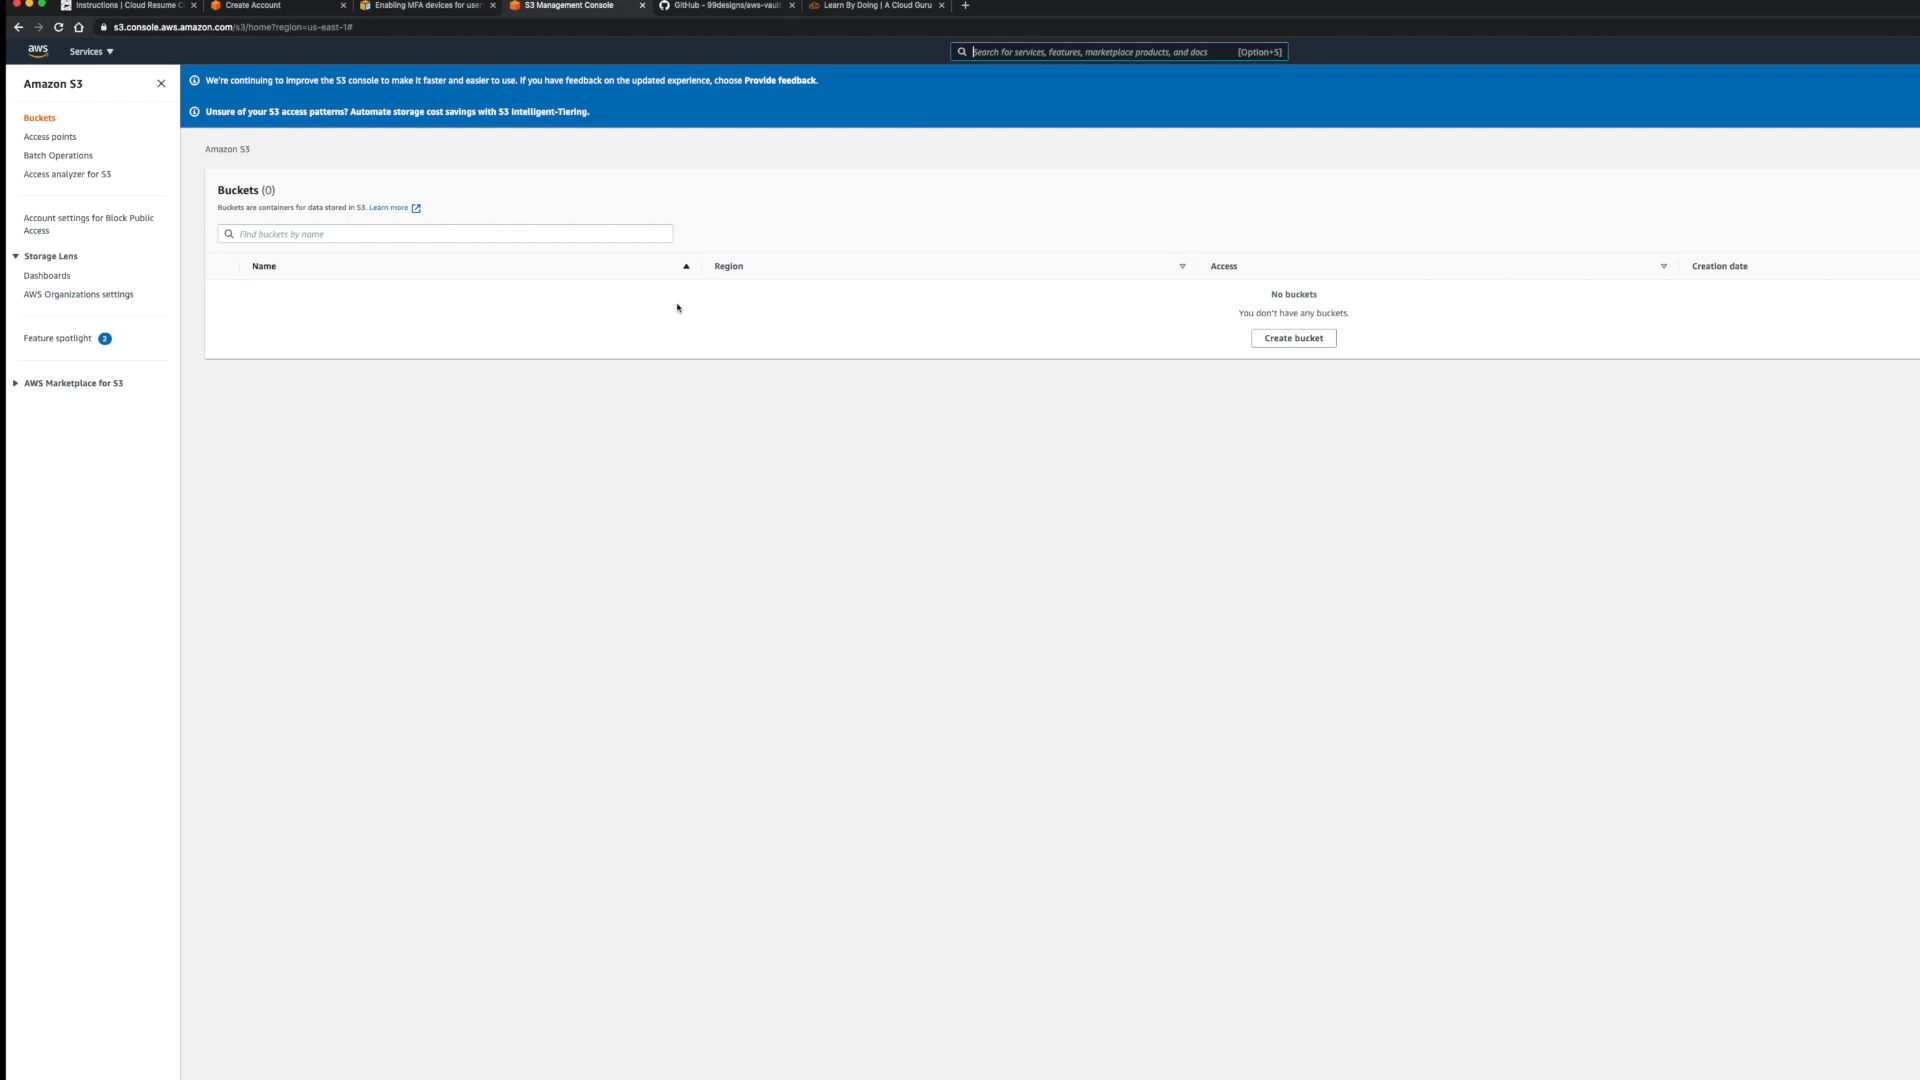 Instructions | Cloud Resume C
Create Account
Enabling MFA devices for user
S3 Management Console
GitHub - 99designs/aws-vault
Learn By Doing | A Cloud Guru
s3.console.aws.amazon.com/s3/home?region=us-east-1#
aws
Services ▼
Search for services, features, marketplace products, and docs
[Option+S]
Amazon S3
Buckets
Access points
Batch Operations
Access analyzer for S3
Account settings for Block Public
Access
Storage Lens
Dashboards
AWS Organizations settings
Feature spotlight 2
AWS Marketplace for S3
We're continuing to improve the S3 console to make it faster and easier to use. If you have feedback on the updated experience, choose Provide feedback.
Unsure of your S3 access patterns? Automate storage cost savings with S3 Intelligent-Tiering.
Amazon S3
Buckets (0)
Buckets are containers for data stored in S3. Learn more
Find buckets by name
Name
Region
Access
Creation date
No buckets
You don't have any buckets.
Create bucket